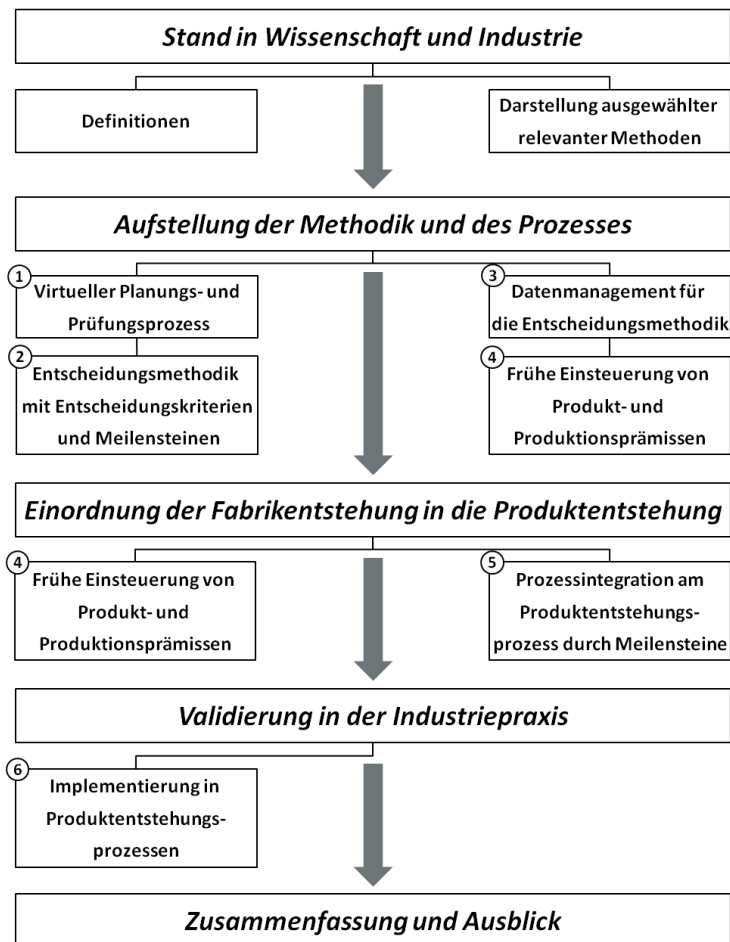 Stand in Wissenschaft und Industrie
Definitionen
Darstellung ausgewählter
relevanter Methoden
Aufstellung der Methodik und des Prozesses
1
Virtueller Planungs- und
Prüfungsprozess
2
Entscheidungsmethodik
mit Entscheidungskriterien
und Meilensteinen
3
Datenmanagement für
die Entscheidungsmethodik
4
Frühe Einsteuerung von
Produkt- und
Produktionsprämissen
Einordnung der Fabrikentstehung in die Produktentstehung
4
Frühe Einsteuerung von
Produkt- und
Produktionsprämissen
5
Prozessintegration am
Produktentstehungs-
prozess durch Meilensteine
Validierung in der Industriepraxis
6
Implementierung in
Produktentstehungs-
prozessen
Zusammenfassung und Ausblick